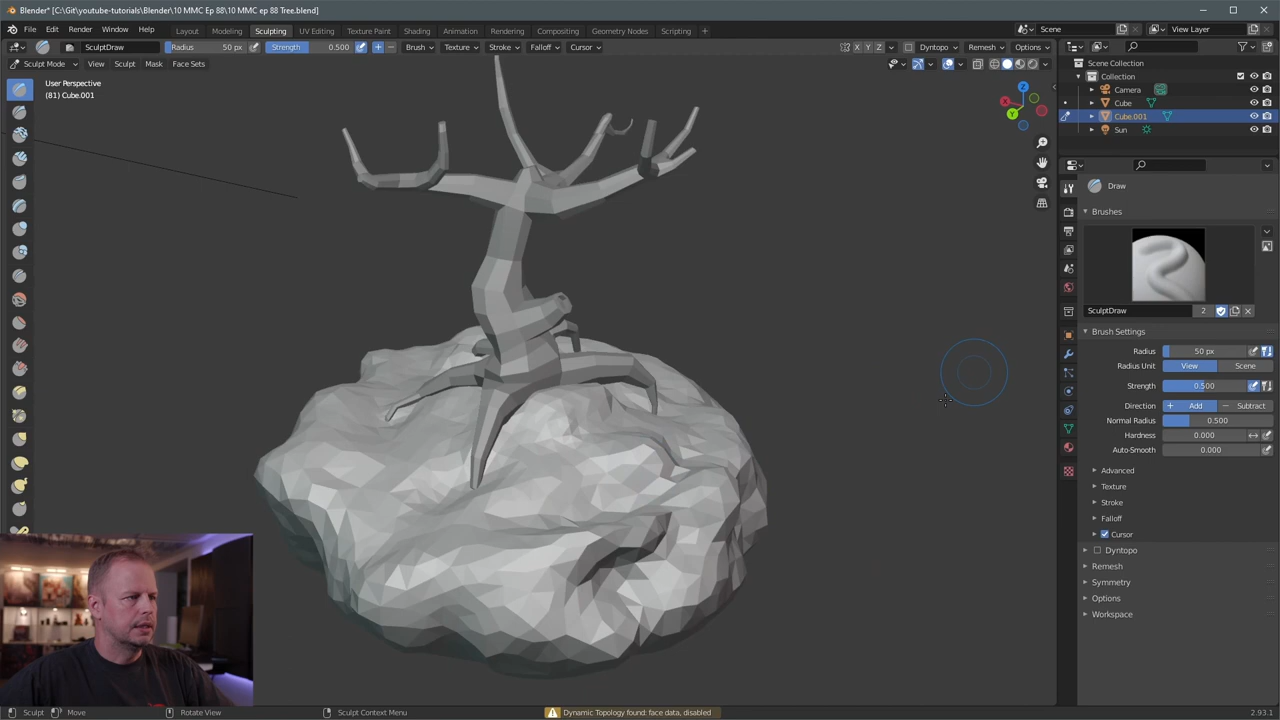 Blender* [C:\Git\youtube-tutorials\Blender\10 MMC Ep 88\10 MMC ep 88 Tree.blend]
File Edit Render Window Help Layout Modeling Sculpting UV Editing Texture Paint Shading Animation Rendering Compositing Geometry Nodes Scripting + Scene View Layer
SculptDraw Radius 50 px Strength 0.500 Brush Texture Stroke Falloff Cursor X Y Z Dyntopo Remesh Options
Sculpt Mode View Sculpt Mask Face Sets
User Perspective
(81) Cube.001
X
Y
Z
Scene Collection
Collection
Camera
Cube
Cube.001
Sun
Draw
Brushes
SculptDraw 2
Brush Settings
Radius 50 px
Radius Unit View Scene
Strength 0.500
Direction + Add − Subtract
Normal Radius 0.500
Hardness 0.000
Auto-Smooth 0.000
Advanced
Texture
Stroke
Falloff
Cursor
Dyntopo
Remesh
Symmetry
Options
Workspace
Sculpt Move Rotate View Sculpt Context Menu Dynamic Topology found: face data, disabled 2.93.1